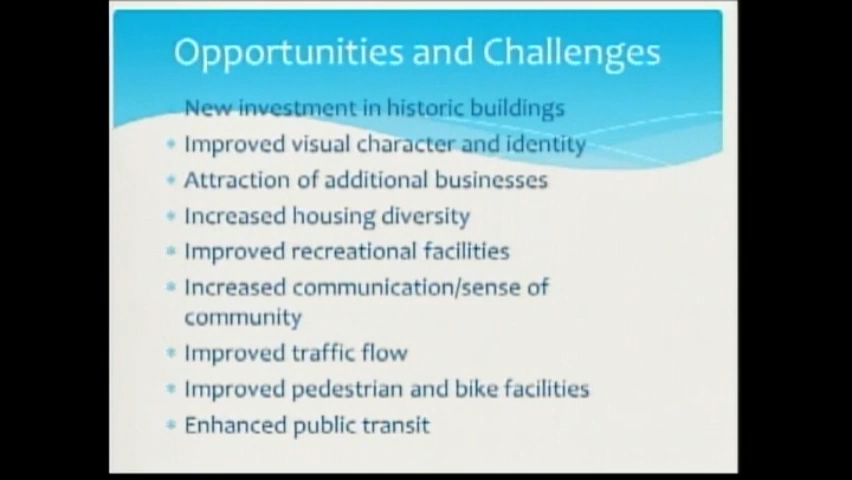 Opportunities and Challenges
New investment in historic buildings
Improved visual character and identity
Attraction of additional businesses
Increased housing diversity
Improved recreational facilities
Increased communication/sense of
community
Improved traffic flow
Improved pedestrian and bike facilities
Enhanced public transit